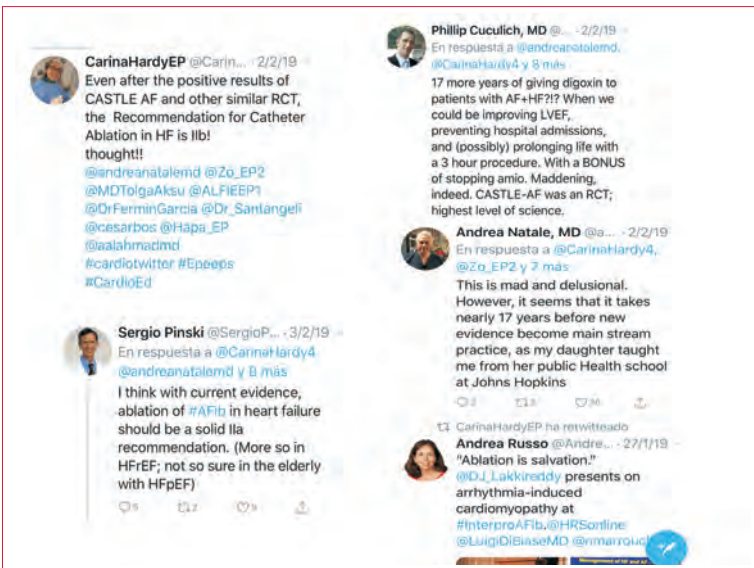 CarinaHardyEP @Carin... · 2/2/19
Even after the positive results of
CASTLE AF and other similar RCT,
the Recommendation for Catheter
Ablation in HF is IIb!
thought!!
@andreanatalemd @Zo_EP2
@MDTolgaAksu @ALFIEEP1
@DrFerminGarcia @Dr_Santangeli
@cesarbos @Hapa_EP
@aalahmadmd
#cardiotwitter #Epeeps
#CardioEd
Sergio Pinski @SergioP... · 3/2/19
En respuesta a @CarinaHardy4
@andreanatalemd y 8 más
I think with current evidence,
ablation of #AFib in heart failure
should be a solid IIa
recommendation. (More so in
HFrEF; not so sure in the elderly
with HFpEF)
5 2 9
Phillip Cuculich, MD @... · 2/2/19
En respuesta a @andreanatalemd,
@CarinaHardy4 y 8 más
17 more years of giving digoxin to
patients with AF+HF?!? When we
could be improving LVEF,
preventing hospital admissions,
and (possibly) prolonging life with
a 3 hour procedure. With a BONUS
of stopping amio. Maddening,
indeed. CASTLE-AF was an RCT;
highest level of science.
Andrea Natale, MD @a... · 2/2/19
En respuesta a @CarinaHardy4,
@Zo_EP2 y 7 más
This is mad and delusional.
However, it seems that it takes
nearly 17 years before new
evidence become main stream
practice, as my daughter taught
me from her public Health school
at Johns Hopkins
CarinaHardyEP ha retwitteado
Andrea Russo @Andre... · 27/1/19
"Ablation is salvation."
@DJ_Lakkireddy presents on
arrhythmia-induced
cardiomyopathy at
#InterproAFib.@HRSonline
@LuigiDiBiaseMD